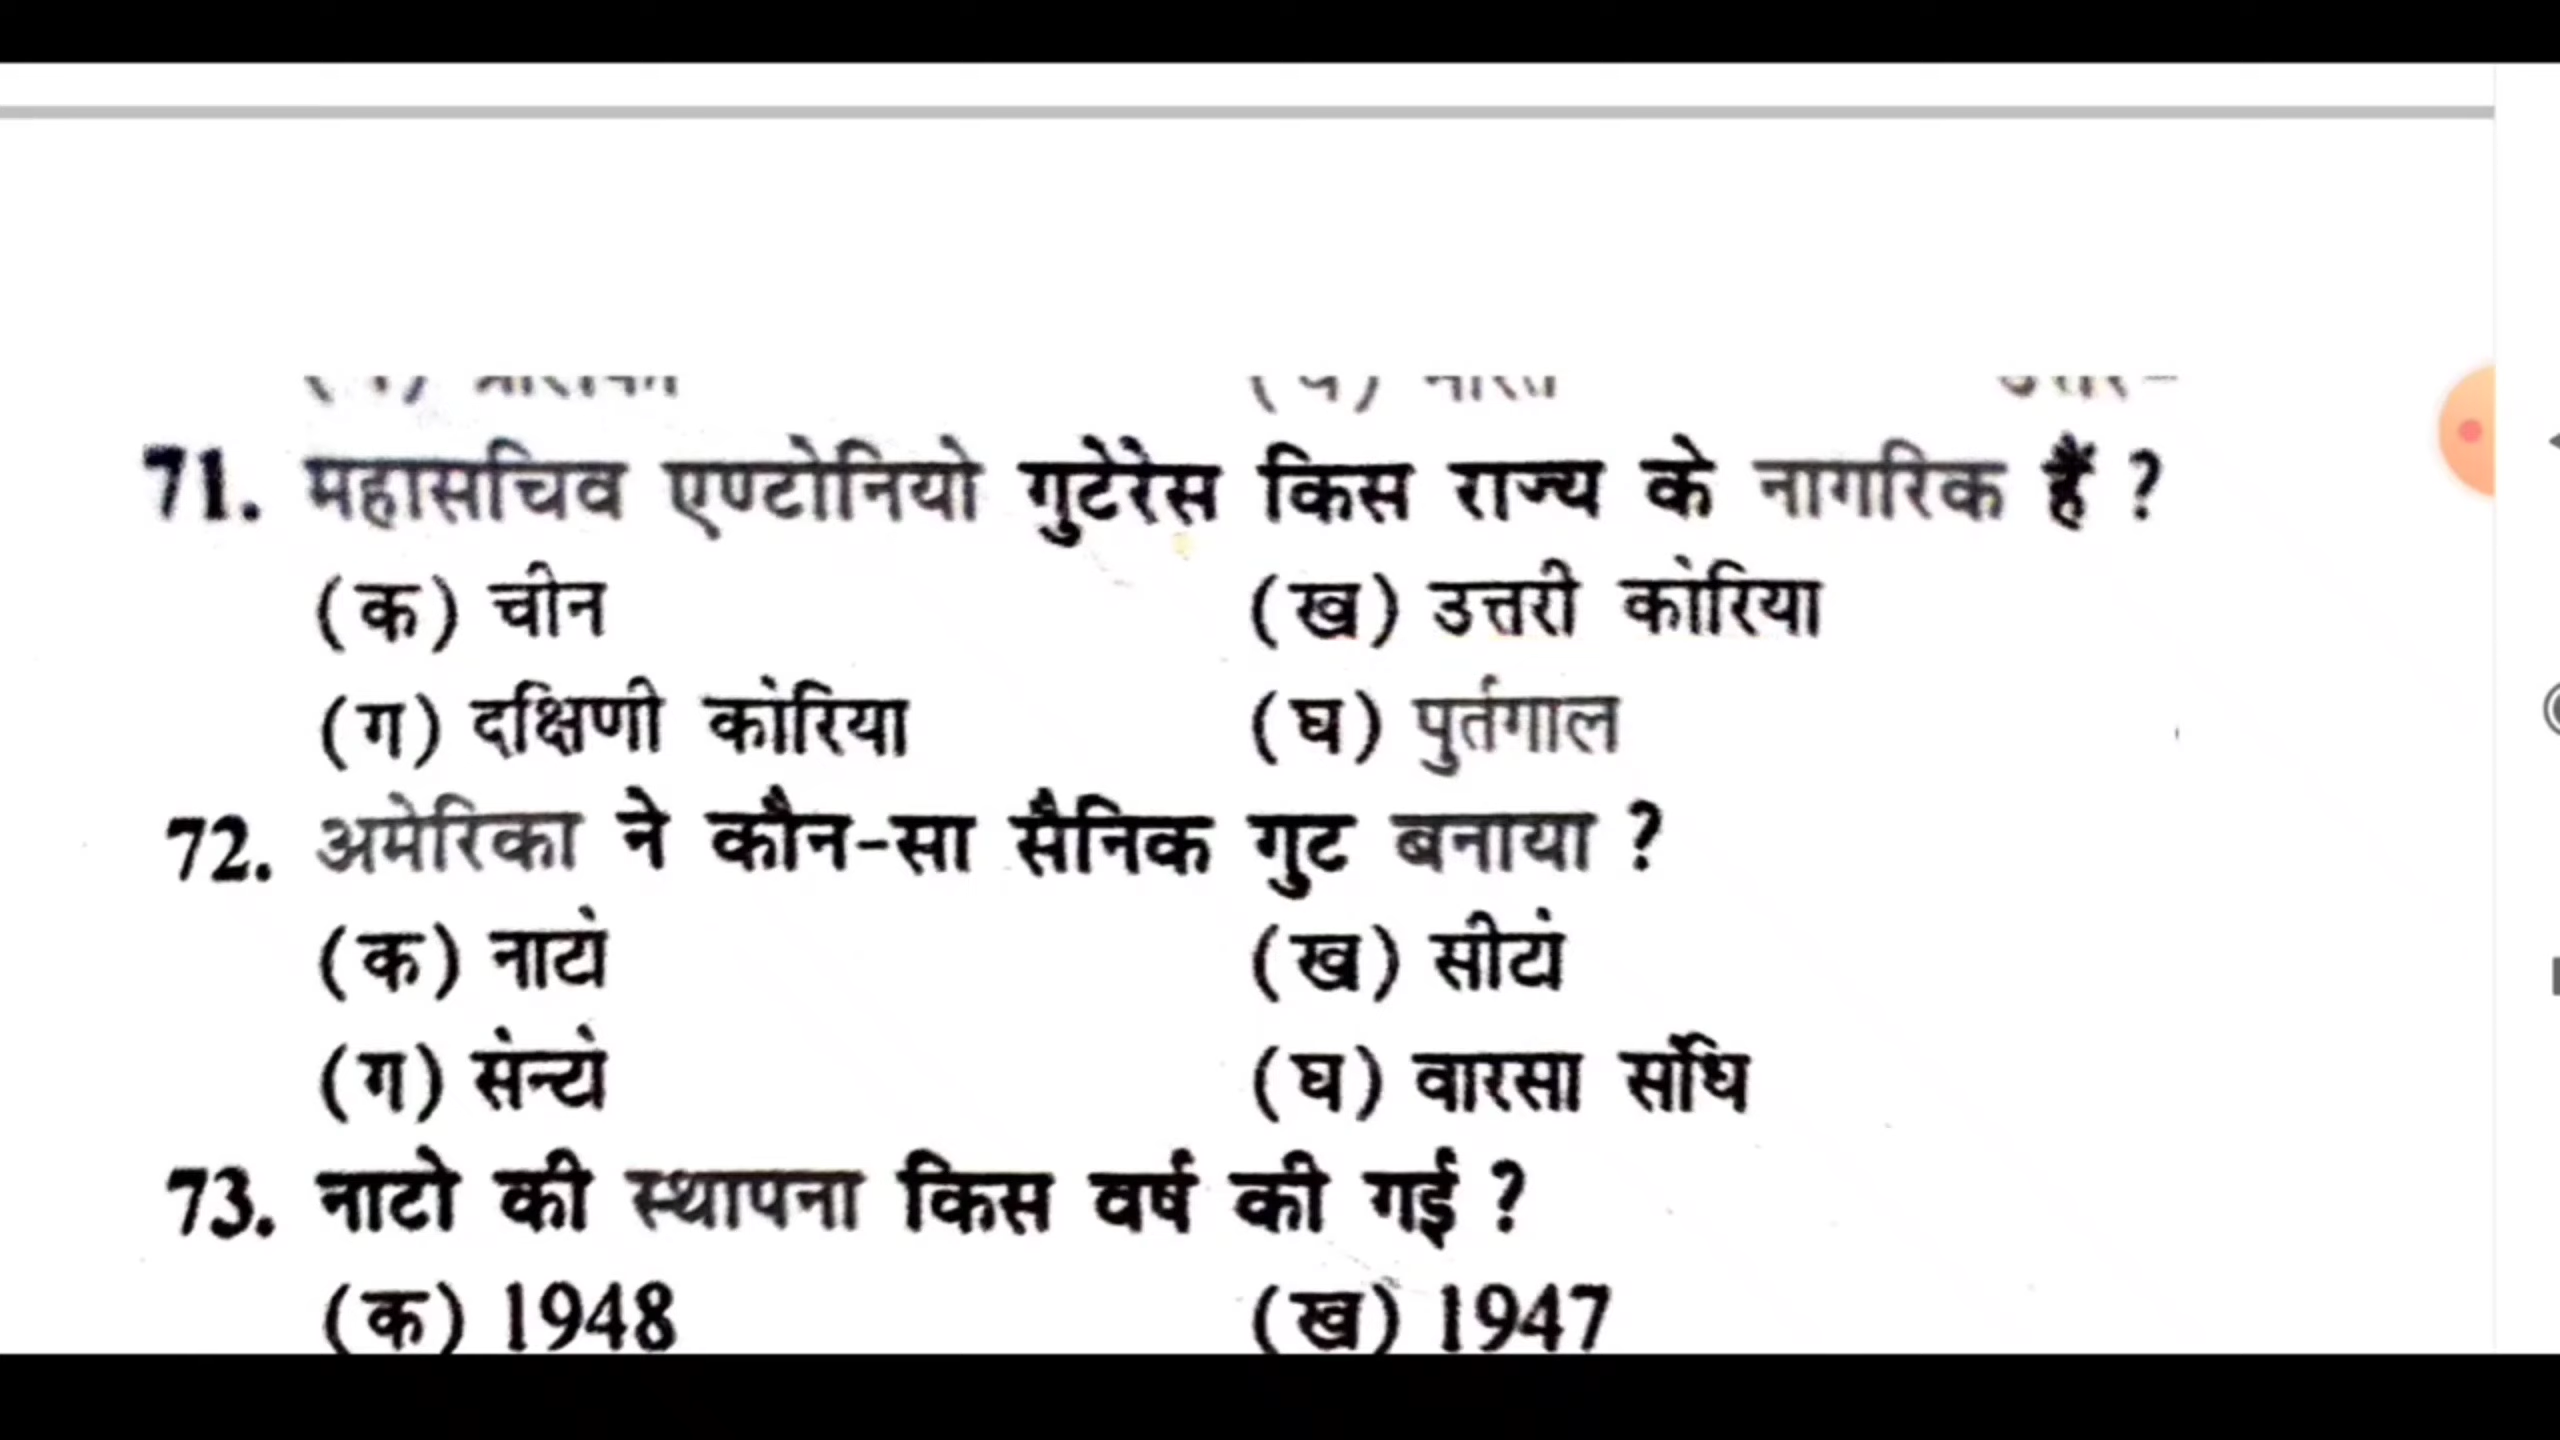 71. महासचिव एण्टोनियो गुटेरेस किस राज्य के नागरिक हैं ?
(क) चीन (ख) उत्तरी कोरिया
(ग) दक्षिणी कोरिया (घ) पुर्तगाल
72. अमेरिका ने कौन-सा सैनिक गुट बनाया ?
(क) नाटो (ख) सीटो
(ग) सेन्टो (घ) वारसा संधि
73. नाटो की स्थापना किस वर्ष की गई ?
(क) 1948 (ख) 1947